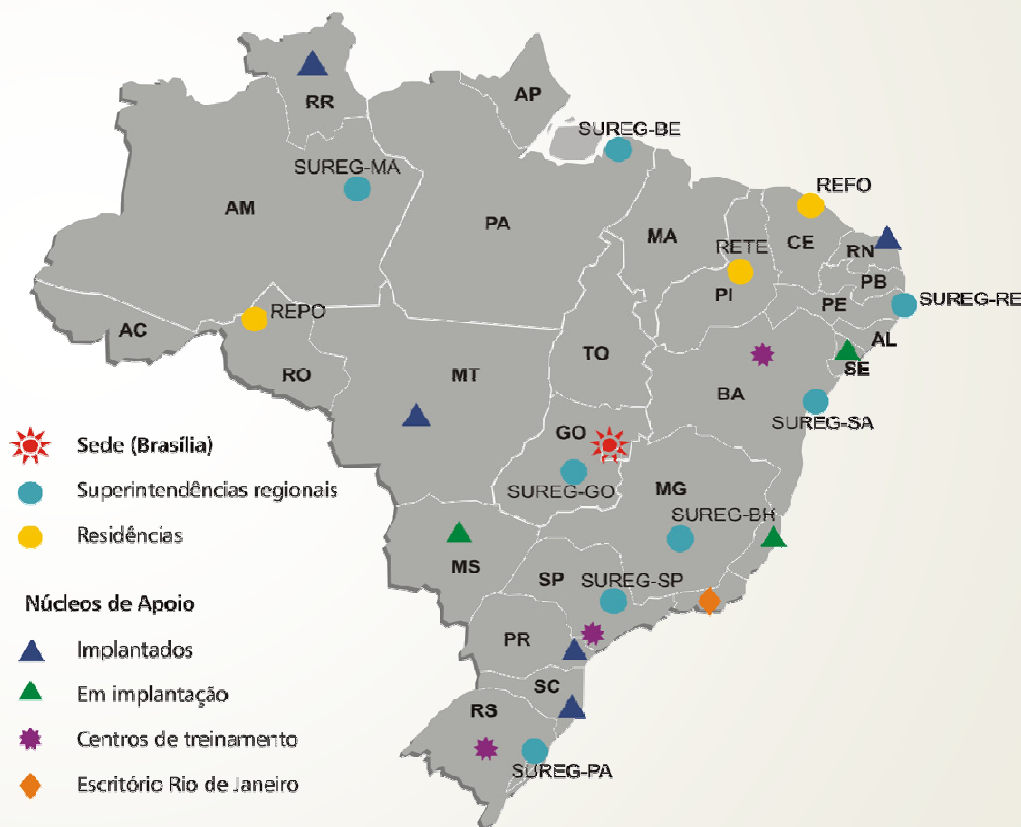 RR
AP
SUREG-BE
SUREG-MA
REFO
AM
PA
MA
CE
RN
RETE
PB
PI
SUREG-RE
PE
REPO
AC
AL
TO
SE
RO
MT
BA
SUREG-SA
GO
SUREG-GO
MG
SUREG-BH
MS
SP
SUREG-SP
PR
SC
RS
SUREG-PA
Sede (Brasília)
Superintendências regionais
Residências
Núcleos de Apoio
Implantados
Em implantação
Centros de treinamento
Escritório Rio de Janeiro